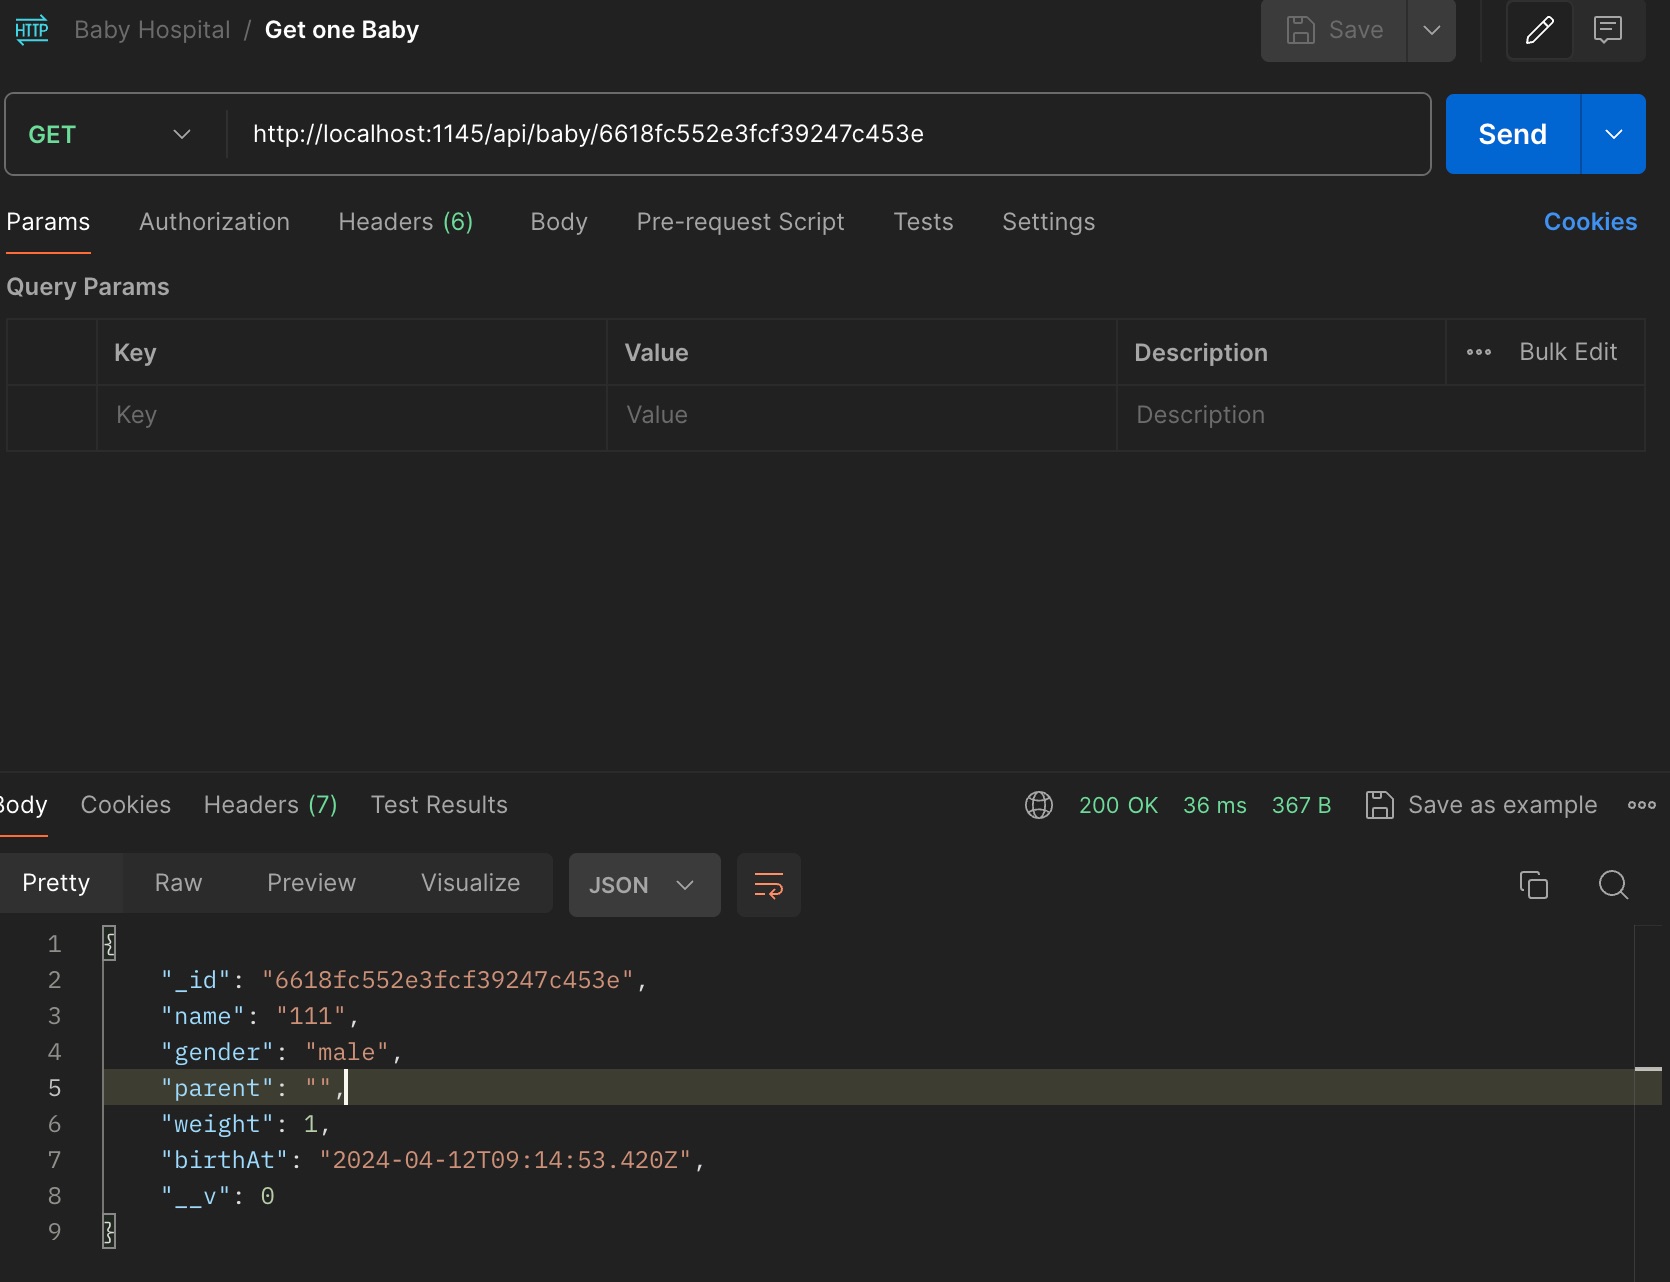 HTTP Baby Hospital / Get one Baby Save
GET http://localhost:1145/api/baby/6618fc552e3fcf39247c453e Send
Params Authorization Headers (6) Body Pre-request Script Tests Settings Cookies
Query Params
Key Value Description Bulk Edit
Key Value Description
Body Cookies Headers (7) Test Results 200 OK 36 ms 367 B Save as example
Pretty Raw Preview Visualize JSON
1 {
2 "_id": "6618fc552e3fcf39247c453e",
3 "name": "111",
4 "gender": "male",
5 "parent": "",
6 "weight": 1,
7 "birthAt": "2024-04-12T09:14:53.420Z",
8 "__v": 0
9 }